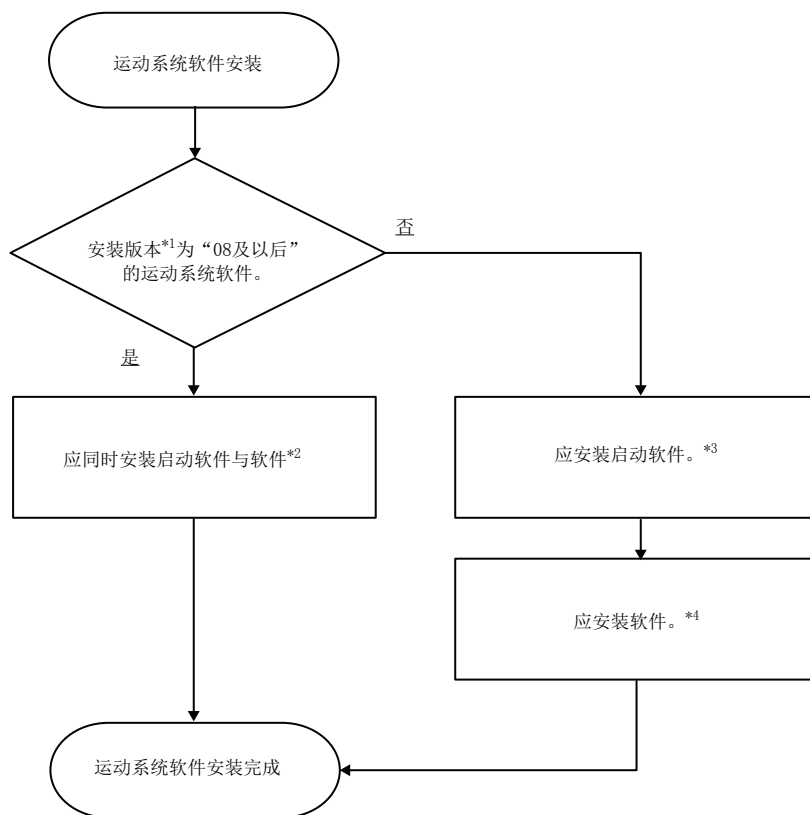 运动系统软件安装
安装版本*1为“08及以后”
的运动系统软件。
否
是
应同时安装启动软件与软件*2
应安装启动软件。*3
应安装软件。*4
运动系统软件安装完成